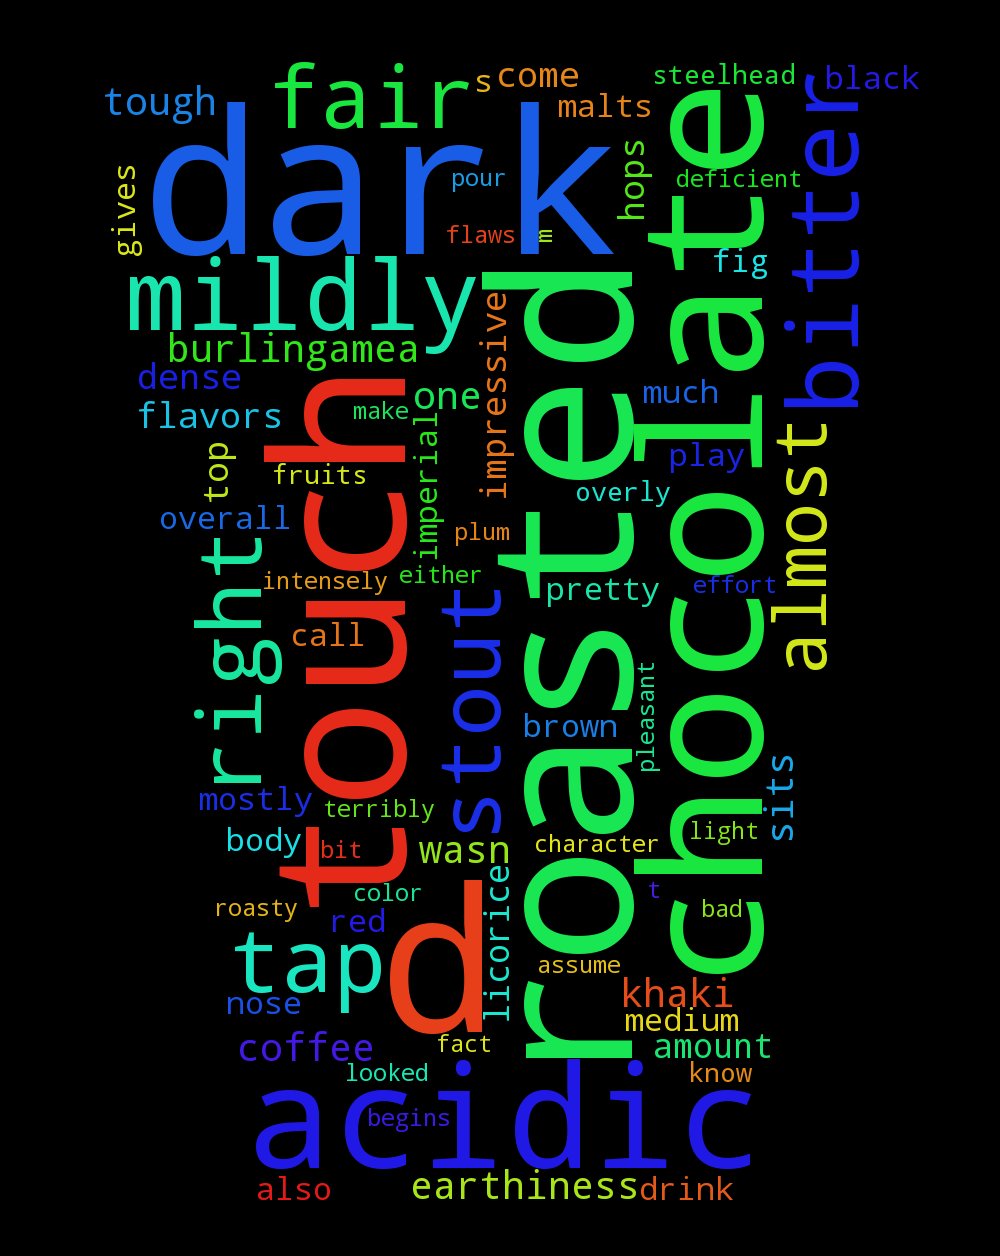 steelhead
black
come
s
fair
tough
malts
dark
pour
hops
deficient
chocolate
bitter
gives
flaws
m
fig
mildly
roasted
burlingamea
impressive
dense
one
much
flavors
make
touch
imperial
almost
top
fruits
play
overly
overall
plum
right
intensely
either
pretty
effort
call
stout
brown
pleasant
sits
mostly
terribly
body
bit
wasn
character
light
color
t
roasty
red
licorice
bad
tap
d
assume
nose
khaki
medium
coffee
fact
amount
looked
know
acidic
begins
also
earthiness
drink